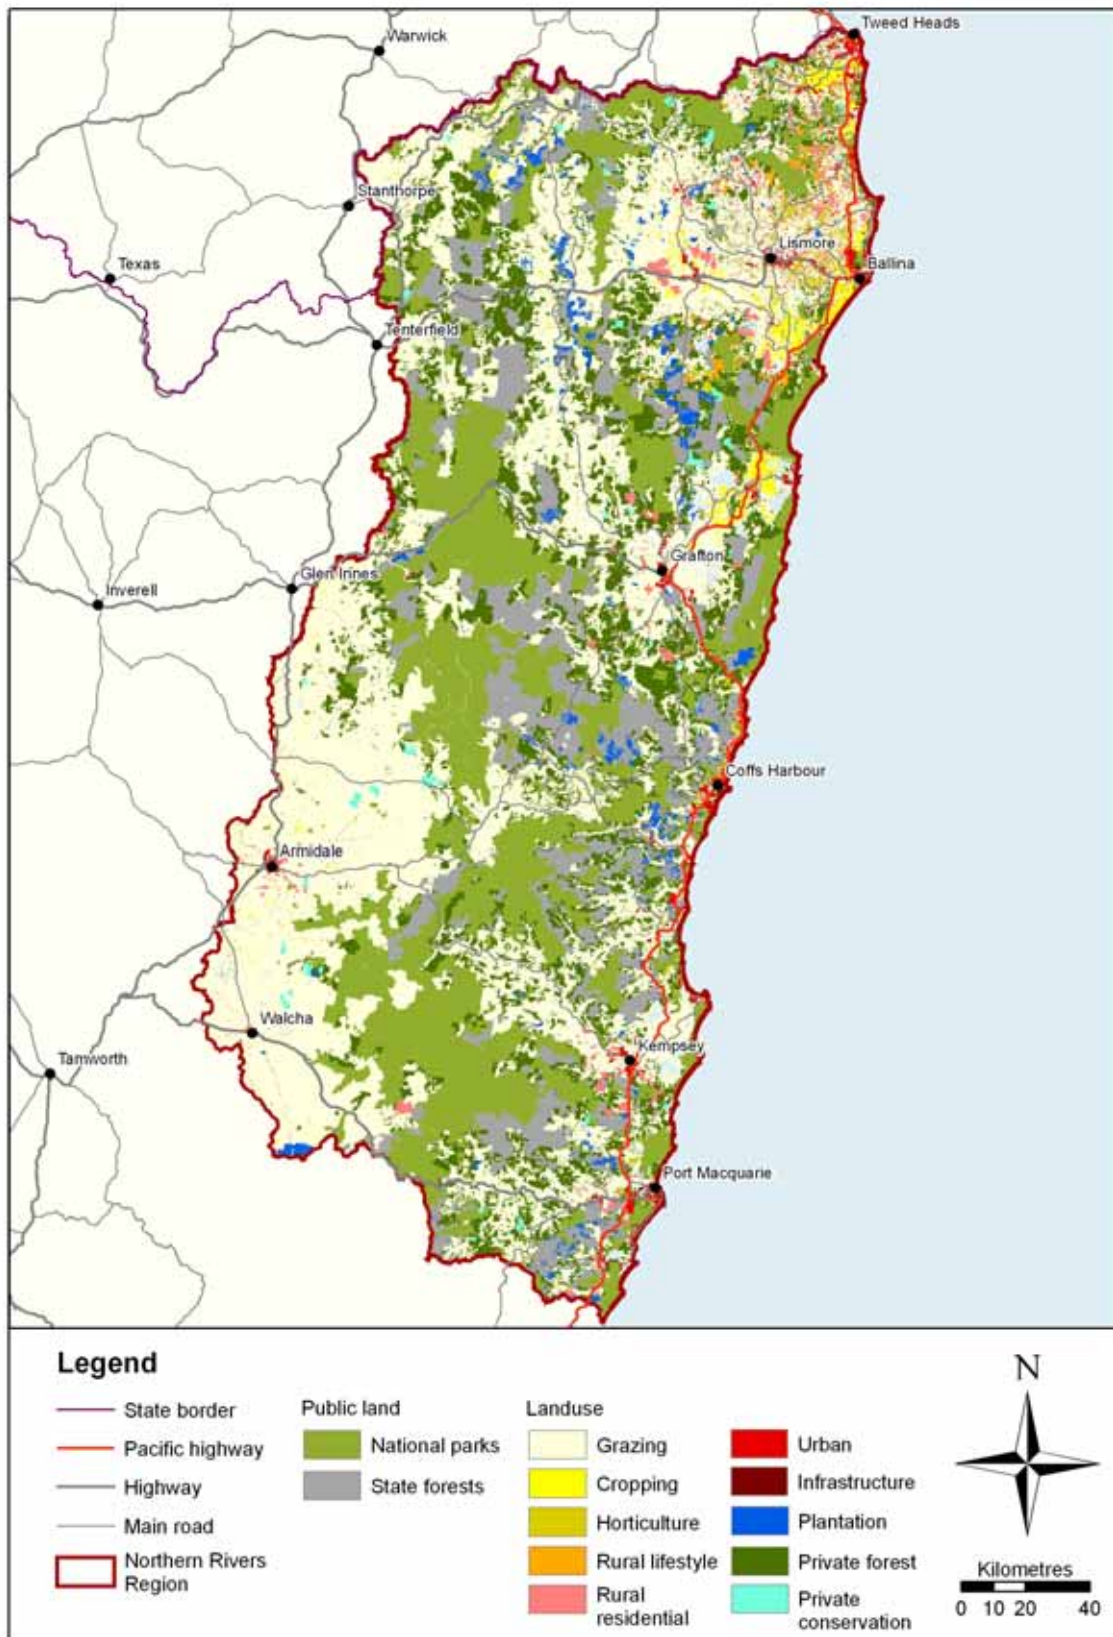 Tweed Heads
Warwick
Stanthorpe
Lismore
Texas
Ballina
Tenterfield
Grafton
Glen Innes
Inverell
Coffs Harbour
Armidale
Walcha
Kempsey
Tamworth
Port Macquarie
Legend
State border
Pacific highway
Highway
Main road
Northern Rivers
Region
Public land
National parks
State forests
Landuse
Grazing
Cropping
Horticulture
Rural lifestyle
Rural
residential
Urban
Infrastructure
Plantation
Private forest
Private
conservation
N
Kilometres
0 10 20 40